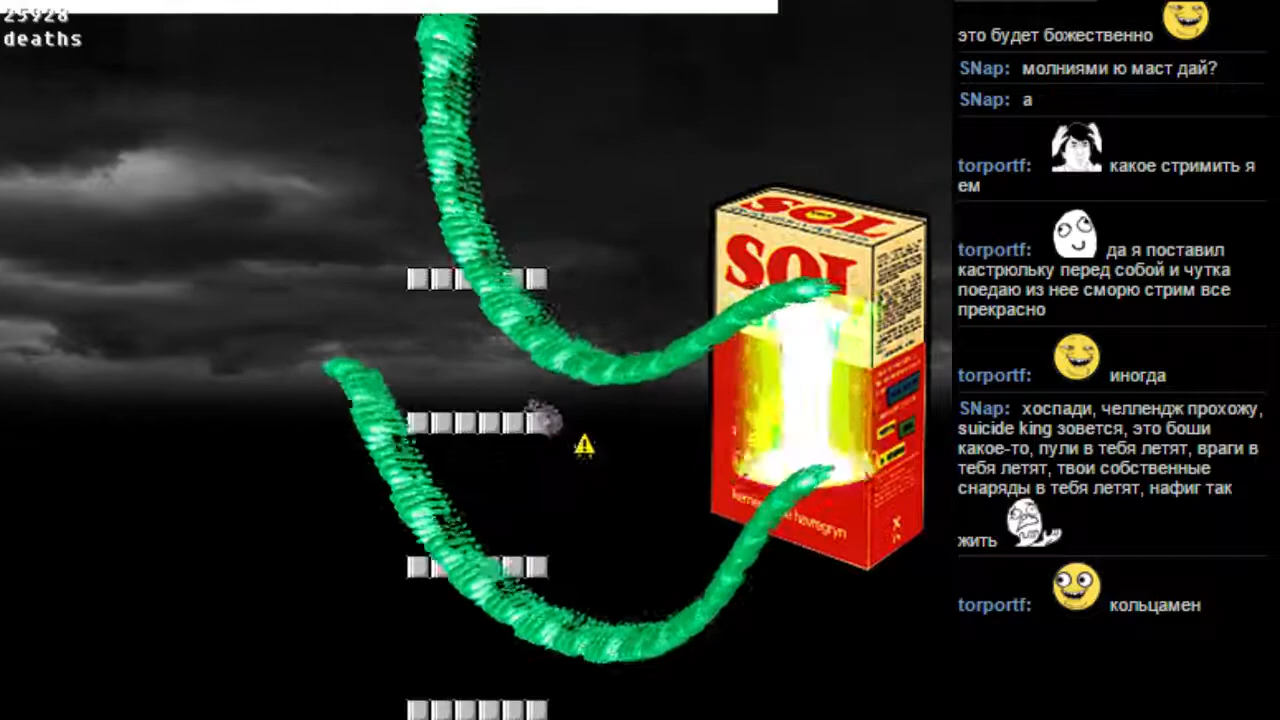 25928
deaths
SOL
SOL
havregryn
это будет божественно
SNap: молниями ю маст дай?
SNap: а
torportf: какое стримить я
ем
torportf: да я поставил
кастрюльку перед собой и чутка
поедаю из нее сморю стрим все
прекрасно
torportf: иногда
SNap: хоспади, челлендж прохожу,
suicide king зовется, это боши
какое-то, пули в тебя летят, враги в
тебя летят, твои собственные
снаряды в тебя летят, нафиг так
жить
torportf: кольцамен